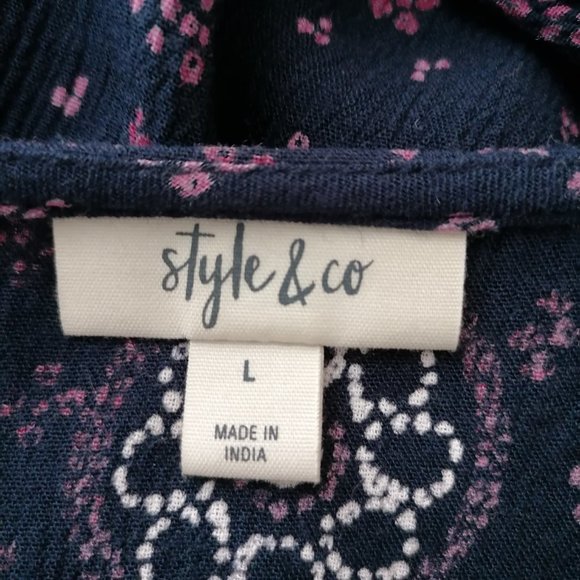 style & co
L
MADE IN
INDIA